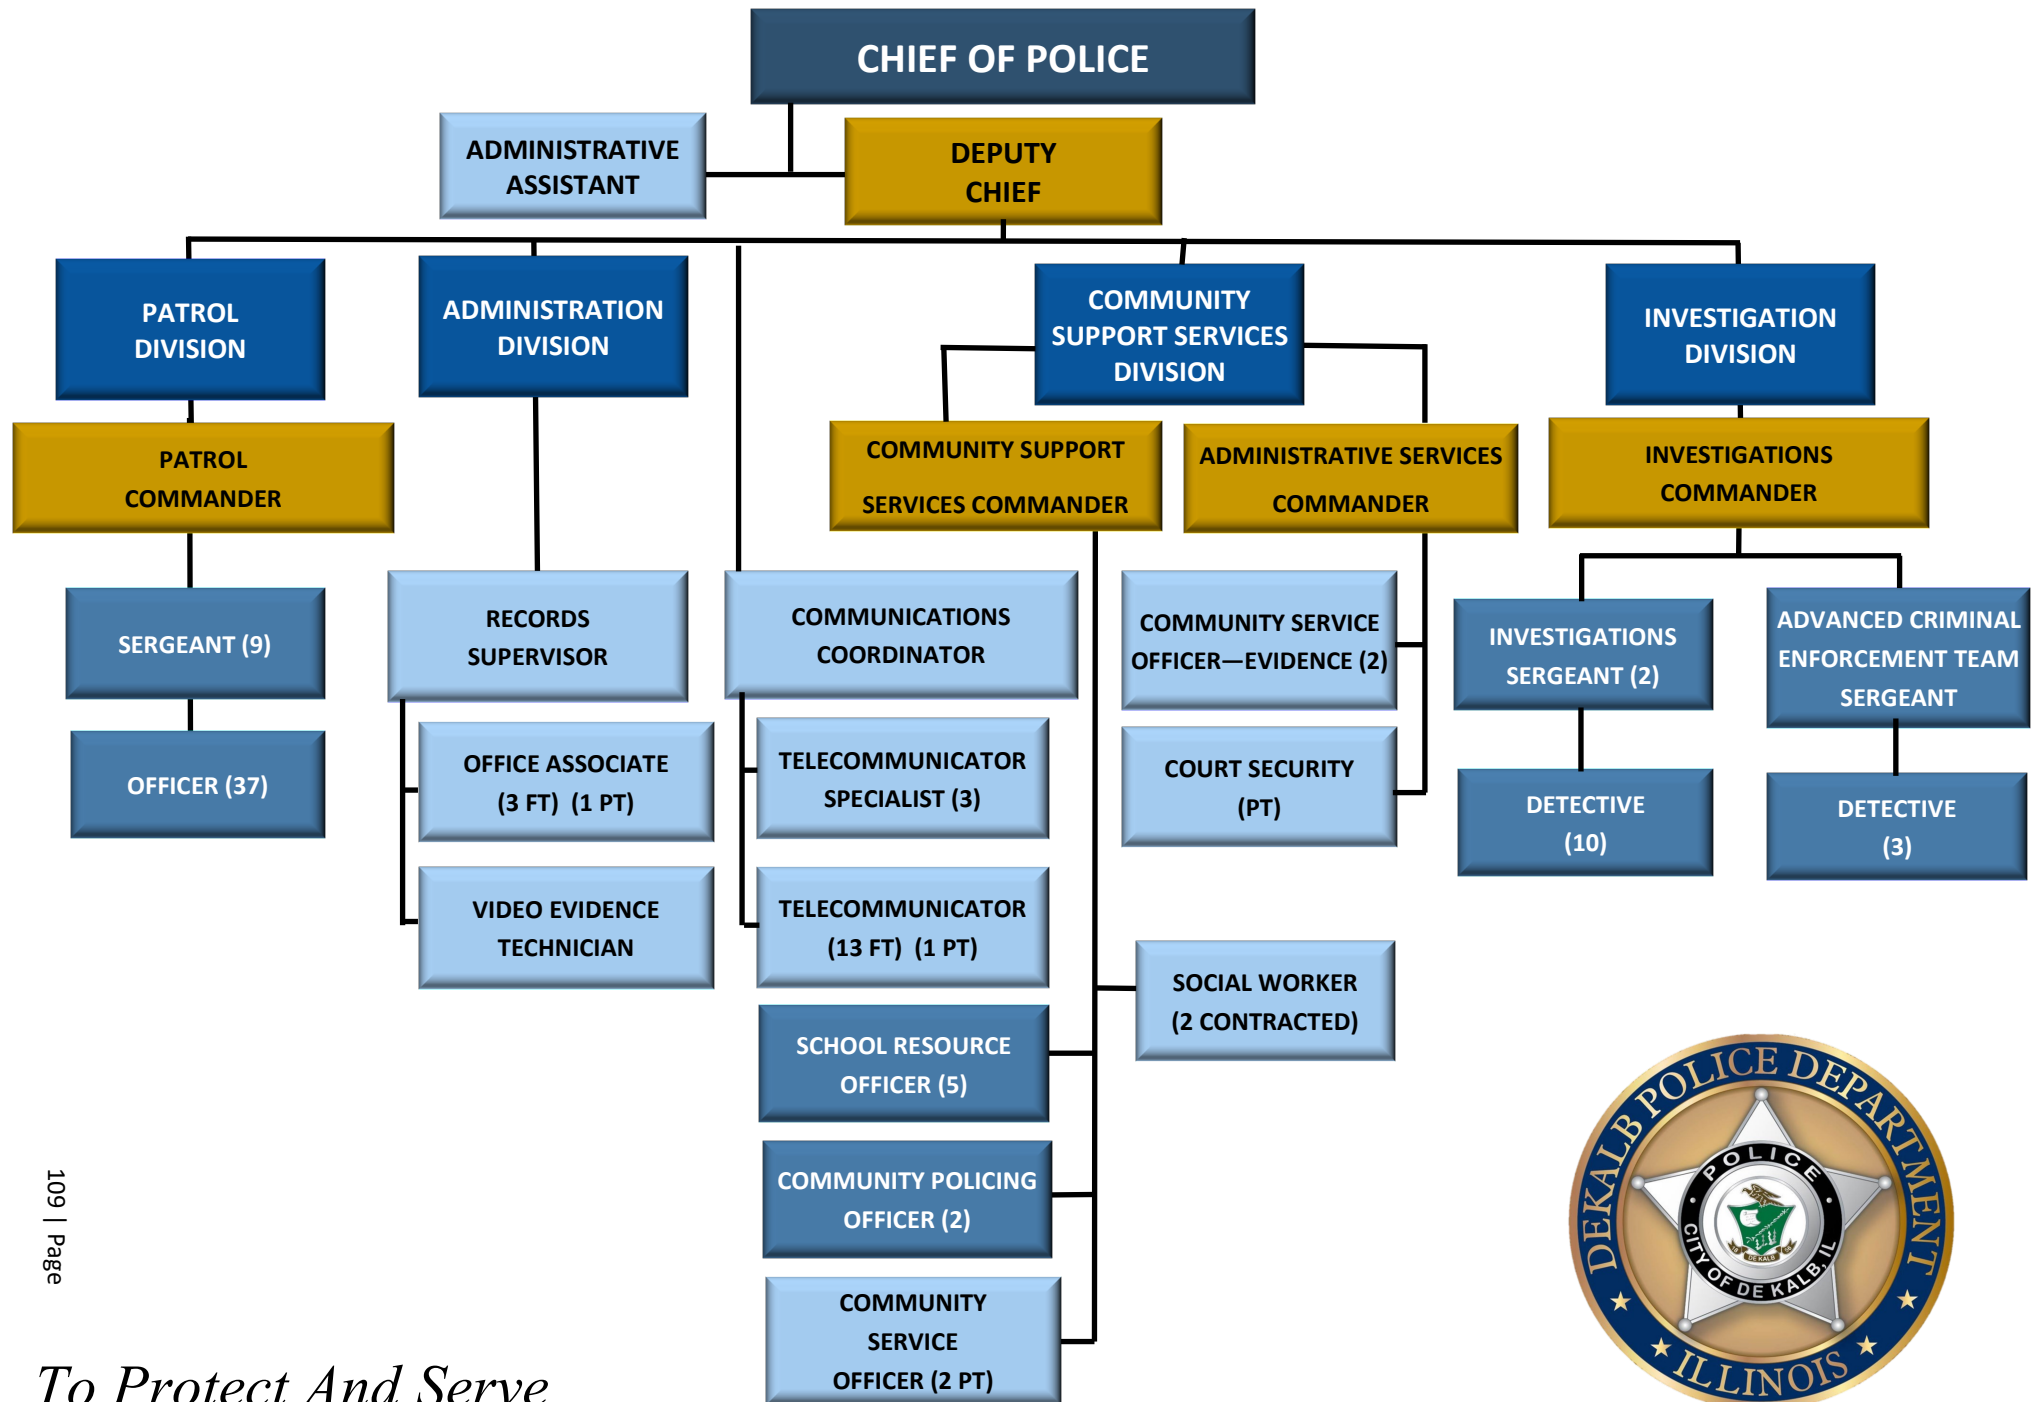 CHIEF OF POLICE
ADMINISTRATIVE
ASSISTANT
DEPUTY
CHIEF
PATROL
DIVISION
ADMINISTRATION
DIVISION
COMMUNITY
SUPPORT SERVICES
DIVISION
INVESTIGATION
DIVISION
PATROL
COMMANDER
COMMUNITY SUPPORT
SERVICES COMMANDER
ADMINISTRATIVE SERVICES
COMMANDER
INVESTIGATIONS
COMMANDER
SERGEANT (9)
OFFICER (37)
RECORDS
SUPERVISOR
OFFICE ASSOCIATE
(3 FT) (1 PT)
VIDEO EVIDENCE
TECHNICIAN
COMMUNICATIONS
COORDINATOR
TELECOMMUNICATOR
SPECIALIST (3)
TELECOMMUNICATOR
(13 FT) (1 PT)
SCHOOL RESOURCE
OFFICER (5)
COMMUNITY POLICING
OFFICER (2)
COMMUNITY
SERVICE
OFFICER (2 PT)
COMMUNITY SERVICE
OFFICER—EVIDENCE (2)
COURT SECURITY
(PT)
SOCIAL WORKER
(2 CONTRACTED)
INVESTIGATIONS
SERGEANT (2)
DETECTIVE
(10)
ADVANCED CRIMINAL
ENFORCEMENT TEAM
SERGEANT
DETECTIVE
(3)
DEKALB POLICE DEPARTMENT
ILLINOIS
POLICE
CITY OF DE KALB, IL
DE KALB
109 | Page
To Protect And Serve